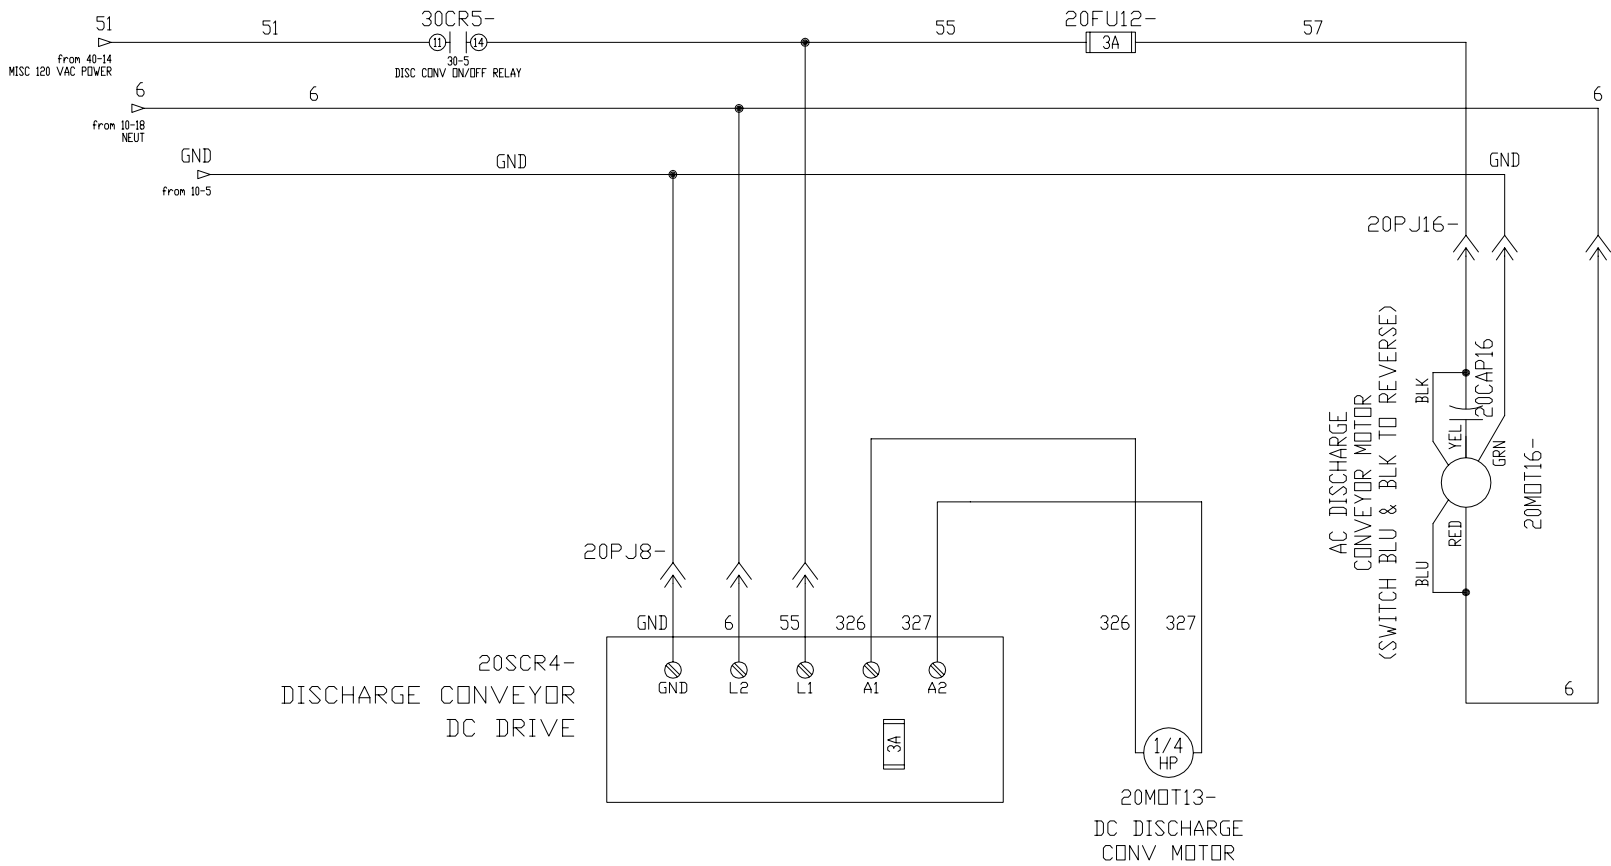 51
51
30CR5-
55
20FU12-
57
11
14
3A
from 40-14
MISC 120 VAC POWER
30-5
DISC CONV ON/OFF RELAY
6
6
6
from 10-18
NEUT
GND
GND
GND
from 10-5
20PJ16-
AC DISCHARGE
CONVEYOR MOTOR
(SWITCH BLU & BLK TO REVERSE)
BLK
20CAP16
YEL
GRN
20MOT16-
RED
BLU
6
20PJ8-
GND
6
55
326
327
326
327
20SCR4-
DISCHARGE CONVEYOR
DC DRIVE
GND
L2
L1
A1
A2
3A
1/4
HP
20MOT13-
DC DISCHARGE
CONV MOTOR